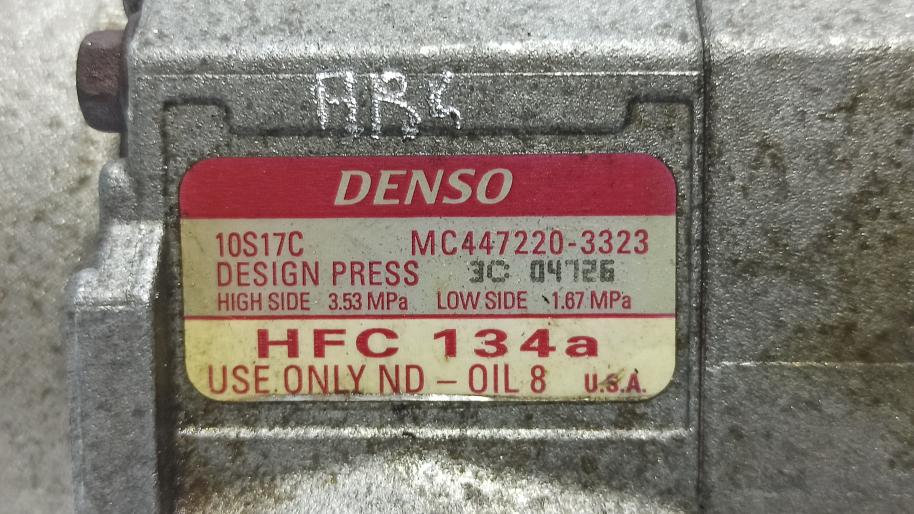 AB5
DENSO
10S17C MC447220-3323
DESIGN PRESS 3C 04726
HIGH SIDE 3.53 MPa LOW SIDE 1.67 MPa
HFC 134a
USE ONLY ND - OIL 8 U.S.A.